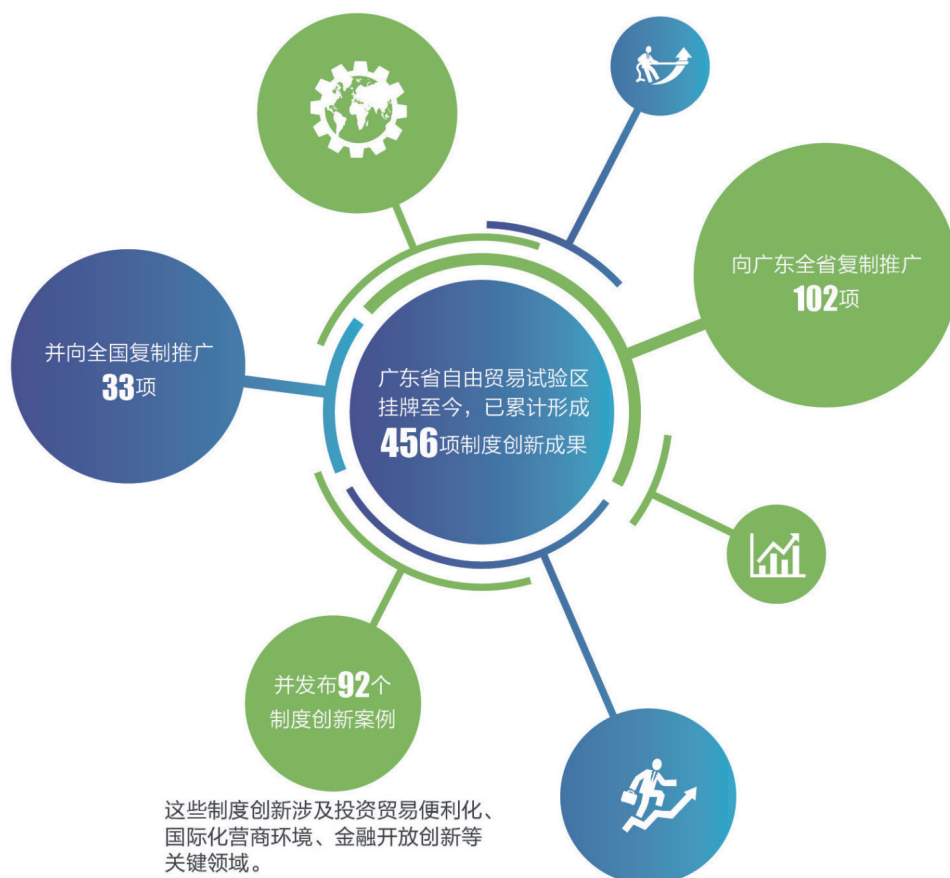 向广东全省复制推广
102项
并向全国复制推广
33项
广东省自由贸易试验区
挂牌至今，已累计形成
456项制度创新成果
并发布92个
制度创新案例
这些制度创新涉及投资贸易便利化、
国际化营商环境、金融开放创新等
关键领域。